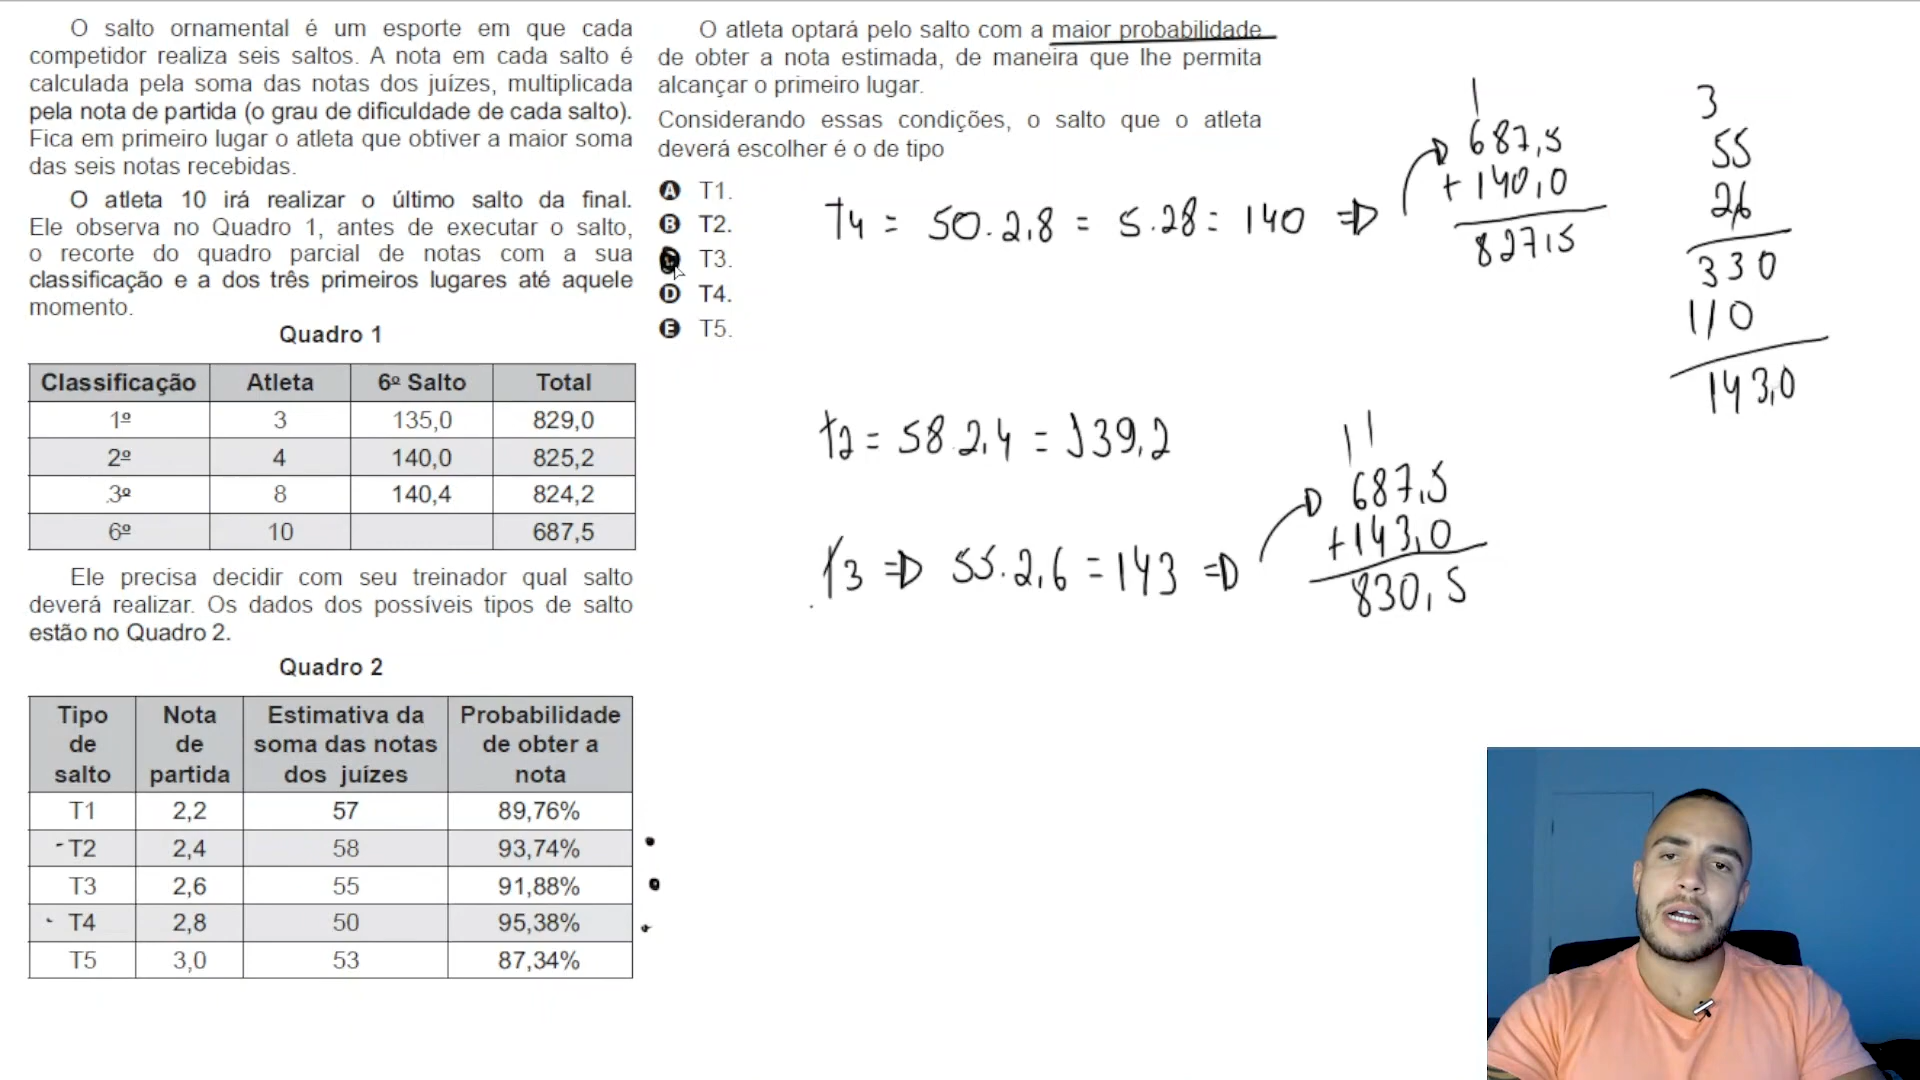 O salto ornamental é um esporte em que cada
competidor realiza seis saltos. A nota em cada salto é
calculada pela soma das notas dos juízes, multiplicada
pela nota de partida (o grau de dificuldade de cada salto).
Fica em primeiro lugar o atleta que obtiver a maior soma
das seis notas recebidas.
O atleta 10 irá realizar o último salto da final.
Ele observa no Quadro 1, antes de executar o salto,
o recorte do quadro parcial de notas com a sua
classificação e a dos três primeiros lugares até aquele
momento.
Quadro 1
Classificação Atleta 6º Salto Total
1º 3 135,0 829,0
2º 4 140,0 825,2
3º 8 140,4 824,2
6º 10 687,5
Ele precisa decidir com seu treinador qual salto
deverá realizar. Os dados dos possíveis tipos de salto
estão no Quadro 2.
Quadro 2
Tipo de salto Nota de partida Estimativa da soma das notas dos juízes Probabilidade de obter a nota
T1 2,2 57 89,76%
T2 2,4 58 93,74%
T3 2,6 55 91,88%
T4 2,8 50 95,38%
T5 3,0 53 87,34%
O atleta optará pelo salto com a maior probabilidade
de obter a nota estimada, de maneira que lhe permita
alcançar o primeiro lugar.
Considerando essas condições, o salto que o atleta
deverá escolher é o de tipo
A T1.
B T2.
T3.
D T4.
E T5.
T4 = 50.2,8 = 5.28 = 140 ⇒
1
687,5
+ 140,0
827,5
3
55
2,6
330
110
143,0
T2 = 58.2,4 = 139,2
T3 ⇒ 55.2,6 = 143 ⇒
11
687,5
+143,0
830,5